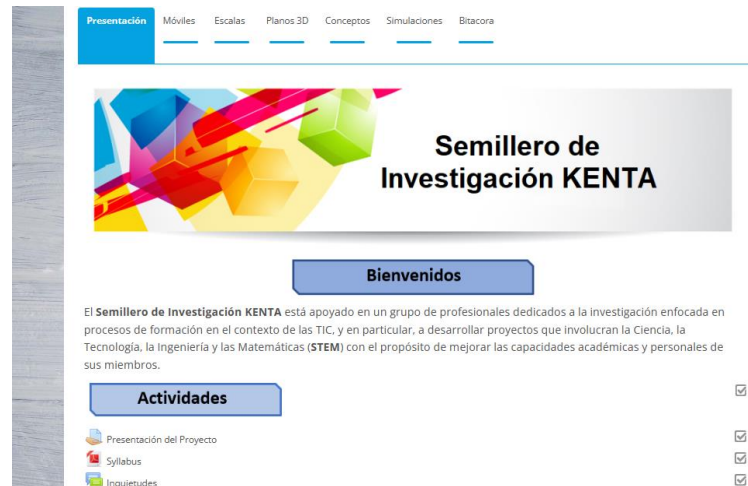 Presentación Móviles Escalas Planos 3D Conceptos Simulaciones Bitacora
Semillero de
Investigación KENTA
Bienvenidos
El Semillero de Investigación KENTA está apoyado en un grupo de profesionales dedicados a la investigación enfocada en
procesos de formación en el contexto de las TIC, y en particular, a desarrollar proyectos que involucran la Ciencia, la
Tecnología, la Ingeniería y las Matemáticas (STEM) con el propósito de mejorar las capacidades académicas y personales de
sus miembros.
Actividades
Presentación del Proyecto
Syllabus
Inquietudes